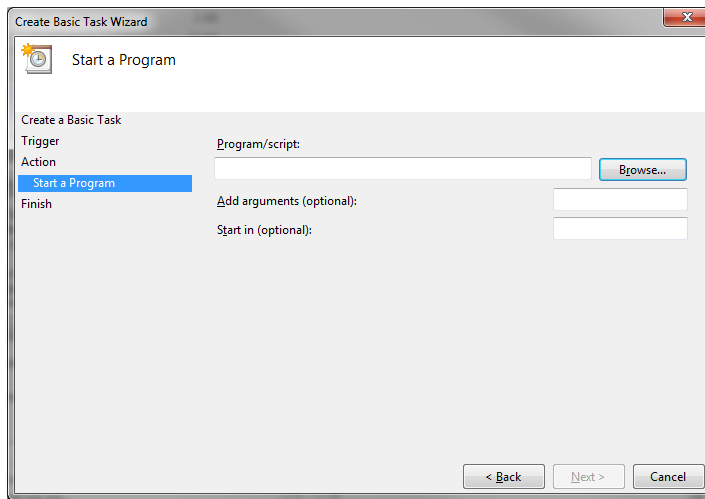 Create Basic Task Wizard
Start a Program
Create a Basic Task
Trigger
Action
Start a Program
Finish
Program/script:
Browse...
Add arguments (optional):
Start in (optional):
< Back
Next >
Cancel